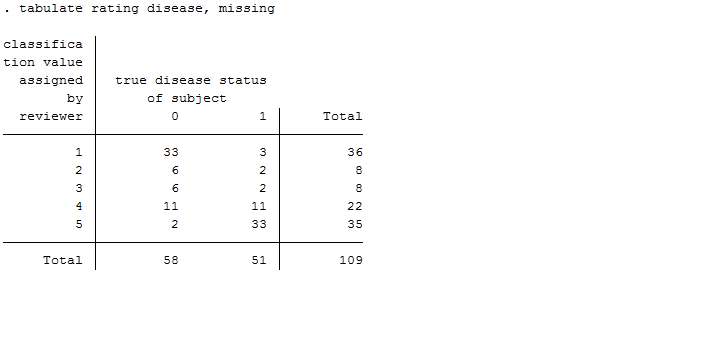 . tabulate rating disease, missing
classifica
tion value
assigned true disease status
by of subject
reviewer 0 1 Total
1 33 3 36
2 6 2 8
3 6 2 8
4 11 11 22
5 2 33 35
Total 58 51 109